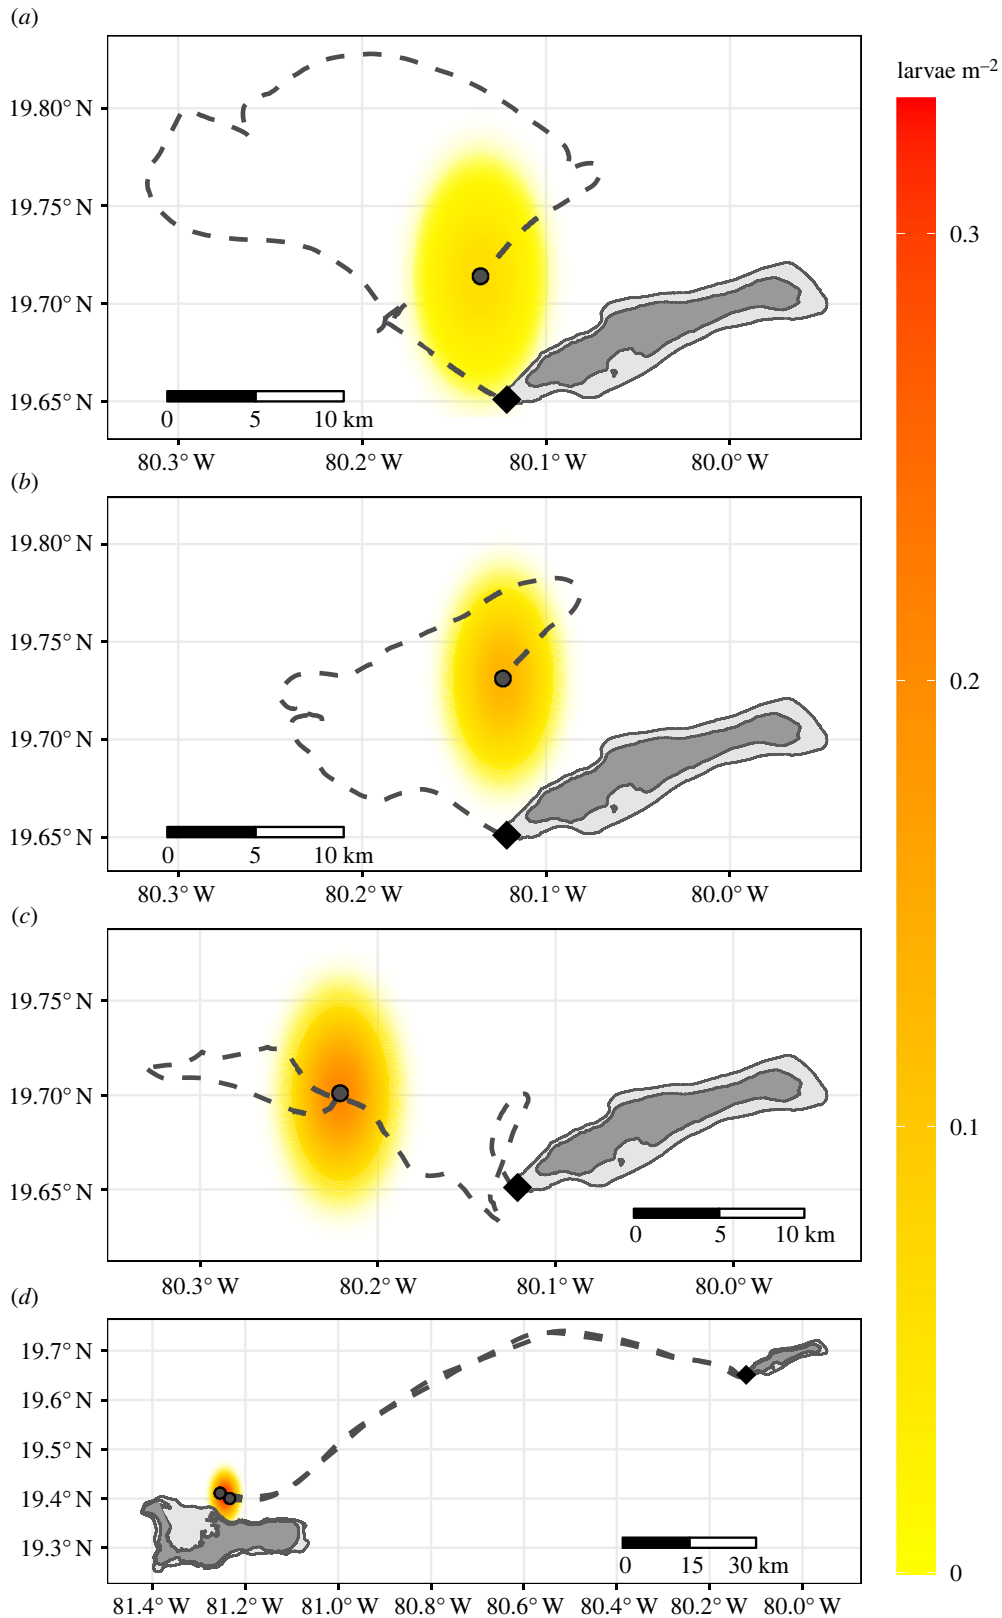 (a)
larvae m⁻²
19.80° N
19.75° N
19.70° N
19.65° N
0 5 10 km
80.3° W 80.2° W 80.1° W 80.0° W
0.3
(b)
19.80° N
19.75° N
19.70° N
19.65° N
0 5 10 km
80.3° W 80.2° W 80.1° W 80.0° W
0.2
(c)
19.75° N
19.70° N
19.65° N
0 5 10 km
80.3° W 80.2° W 80.1° W 80.0° W
0.1
(d)
19.7° N
19.6° N
19.5° N
19.4° N
19.3° N
0 15 30 km
0
81.4° W 81.2° W 81.0° W 80.8° W 80.6° W 80.4° W 80.2° W 80.0° W